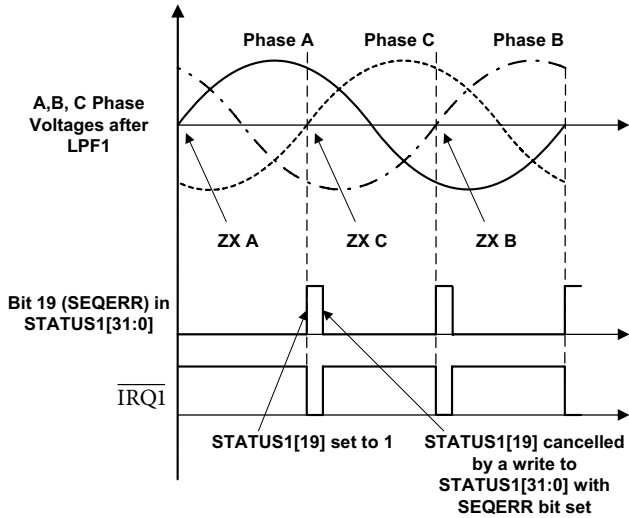 Phase A
Phase C
Phase B
A,B, C Phase
Voltages after
LPF1
ZX A
ZX C
ZX B
Bit 19 (SEQERR) in
STATUS1[31:0]
IRQ1
STATUS1[19] set to 1
STATUS1[19] cancelled
by a write to
STATUS1[31:0] with
SEQERR bit set